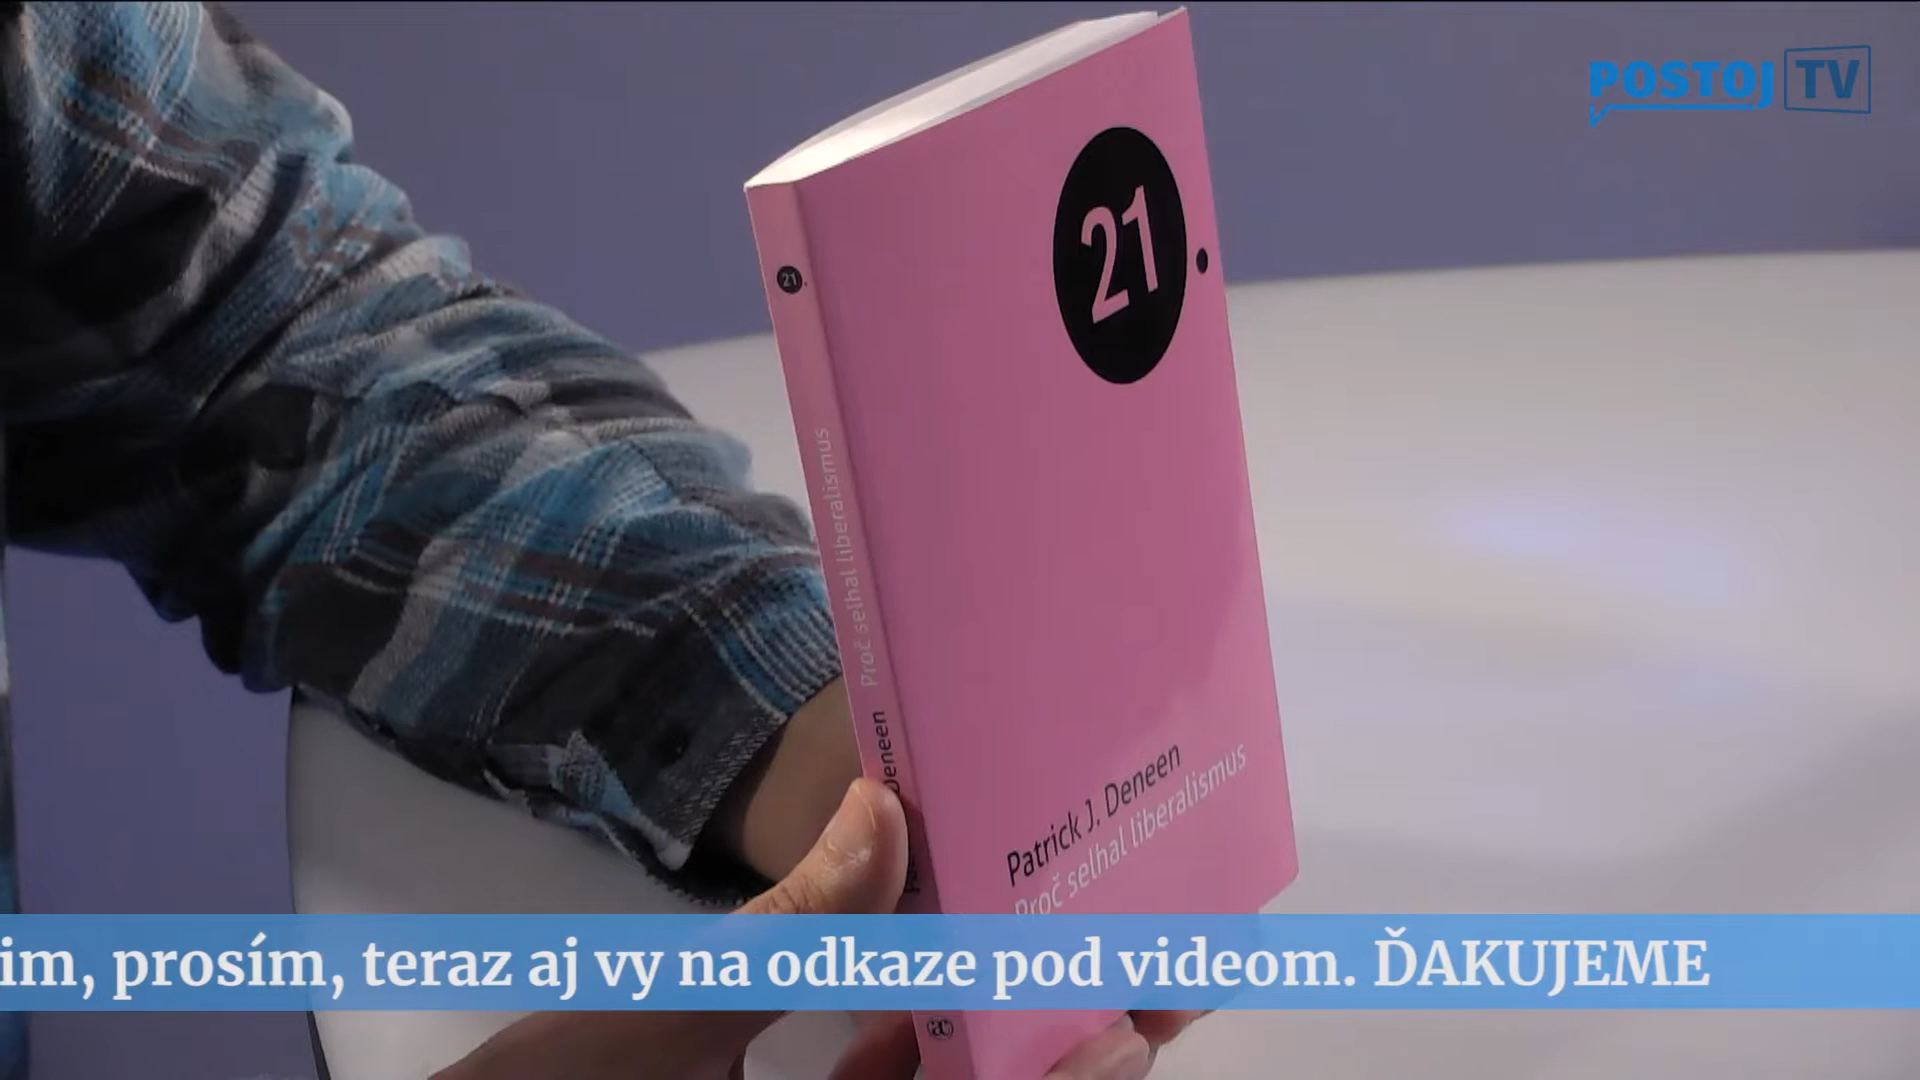 POSTOJ TV
21.
21.
Proč selhal liberalismus
Deneen
Patrick J. Deneen
Proč selhal liberalismus
im, prosím, teraz aj vy na odkaze pod videom. ĎAKUJEME